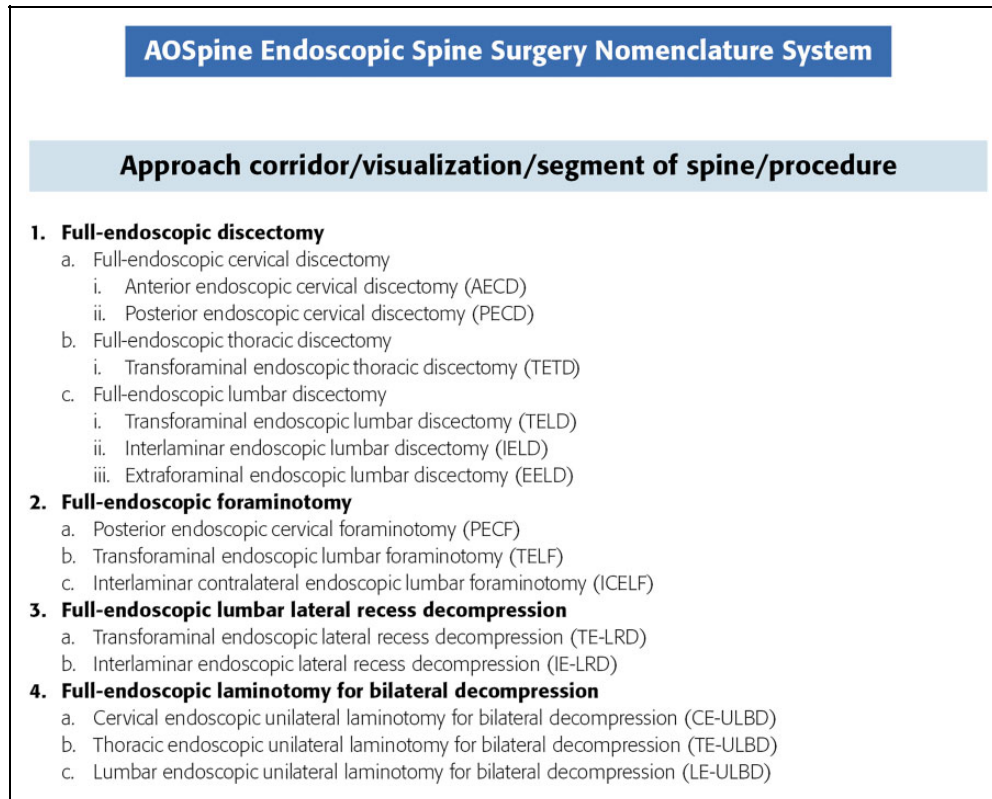 AOSpine Endoscopic Spine Surgery Nomenclature System
Approach corridor/visualization/segment of spine/procedure
1. Full-endoscopic discectomy
a. Full-endoscopic cervical discectomy
i. Anterior endoscopic cervical discectomy (AECD)
ii. Posterior endoscopic cervical discectomy (PECD)
b. Full-endoscopic thoracic discectomy
i. Transforaminal endoscopic thoracic discectomy (TETD)
c. Full-endoscopic lumbar discectomy
i. Transforaminal endoscopic lumbar discectomy (TELD)
ii. Interlaminar endoscopic lumbar discectomy (IELD)
iii. Extraforaminal endoscopic lumbar discectomy (EELD)
2. Full-endoscopic foraminotomy
a. Posterior endoscopic cervical foraminotomy (PECF)
b. Transforaminal endoscopic lumbar foraminotomy (TELF)
c. Interlaminar contralateral endoscopic lumbar foraminotomy (ICELF)
3. Full-endoscopic lumbar lateral recess decompression
a. Transforaminal endoscopic lateral recess decompression (TE-LRD)
b. Interlaminar endoscopic lateral recess decompression (IE-LRD)
4. Full-endoscopic laminotomy for bilateral decompression
a. Cervical endoscopic unilateral laminotomy for bilateral decompression (CE-ULBD)
b. Thoracic endoscopic unilateral laminotomy for bilateral decompression (TE-ULBD)
c. Lumbar endoscopic unilateral laminotomy for bilateral decompression (LE-ULBD)